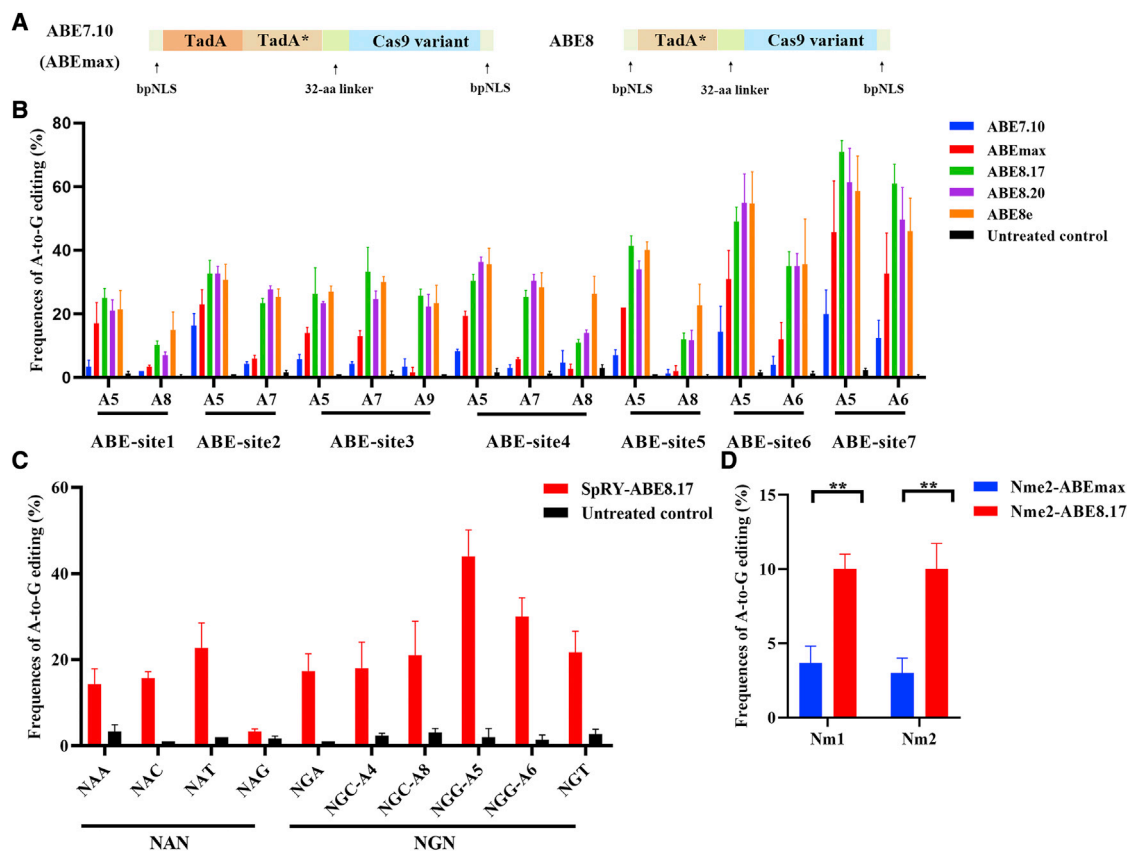 A
ABE7.10
(ABEmax)
TadA TadA* Cas9 variant
bpNLS 32-aa linker bpNLS
ABE8
TadA* Cas9 variant
bpNLS 32-aa linker bpNLS
B
Frequences of A-to-G editing (%)
80
60
40
20
0
ABE7.10
ABEmax
ABE8.17
ABE8.20
ABE8e
Untreated control
A5 A8 A5 A7 A5 A7 A9 A5 A7 A8 A5 A8 A5 A6 A5 A6
ABE-site1 ABE-site2 ABE-site3 ABE-site4 ABE-site5 ABE-site6 ABE-site7
C
Frequences of A-to-G editing (%)
60
40
20
0
SpRY-ABE8.17
Untreated control
NAA NAC NAT NAG NGA NGC-A4 NGC-A8 NGG-A5 NGG-A6 NGT
NAN NGN
D
Frequences of A-to-G editing (%)
15
10
5
0
** **
Nme2-ABEmax
Nme2-ABE8.17
Nm1 Nm2